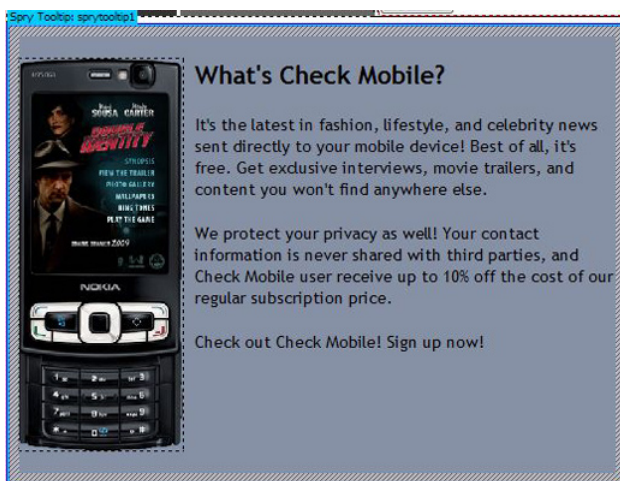 Spry Tooltip: sprytooltip1
What's Check Mobile?
It's the latest in fashion, lifestyle, and celebrity news
sent directly to your mobile device! Best of all, it's
free. Get exclusive interviews, movie trailers, and
content you won't find anywhere else.
We protect your privacy as well! Your contact
information is never shared with third parties, and
Check Mobile user receive up to 10% off the cost of our
regular subscription price.
Check out Check Mobile! Sign up now!
SOUSA CARTER
DOUBLE
IDENTITY
SYNOPSIS
VIEW THE TRAILER
PHOTO GALLERY
WALLPAPERS
RING TONES
PLAY THE GAME
2009
NOKIA